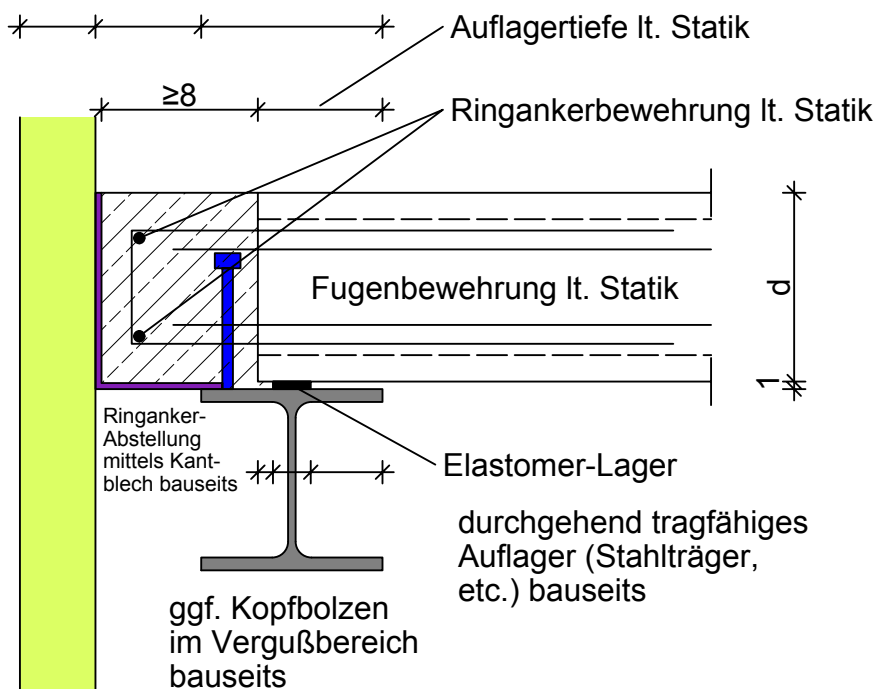 Auflagertiefe lt. Statik
≥8
Ringankerbewehrung lt. Statik
Fugenbewehrung lt. Statik
d
1
Ringanker-
Abstellung
mittels Kant-
blech bauseits
Elastomer-Lager
durchgehend tragfähiges
Auflager (Stahlträger,
etc.) bauseits
ggf. Kopfbolzen
im Vergußbereich
bauseits